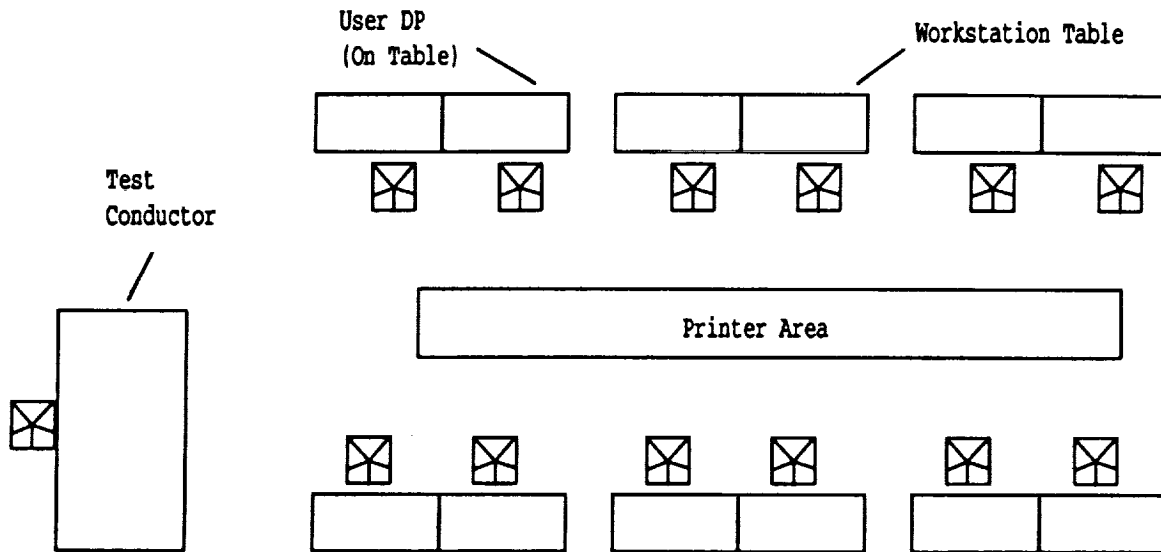 User DP
(On Table)
Workstation Table
Test
Conductor
Printer Area